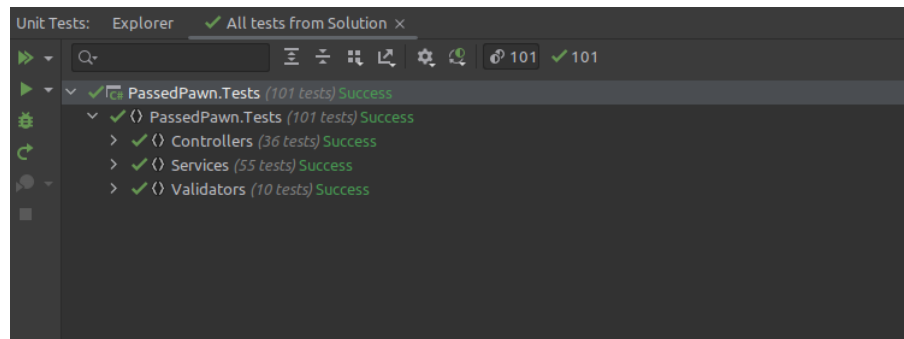 Unit Tests: Explorer All tests from Solution ×
101 101
C# PassedPawn.Tests (101 tests) Success
PassedPawn.Tests (101 tests) Success
Controllers (36 tests) Success
Services (55 tests) Success
Validators (10 tests) Success